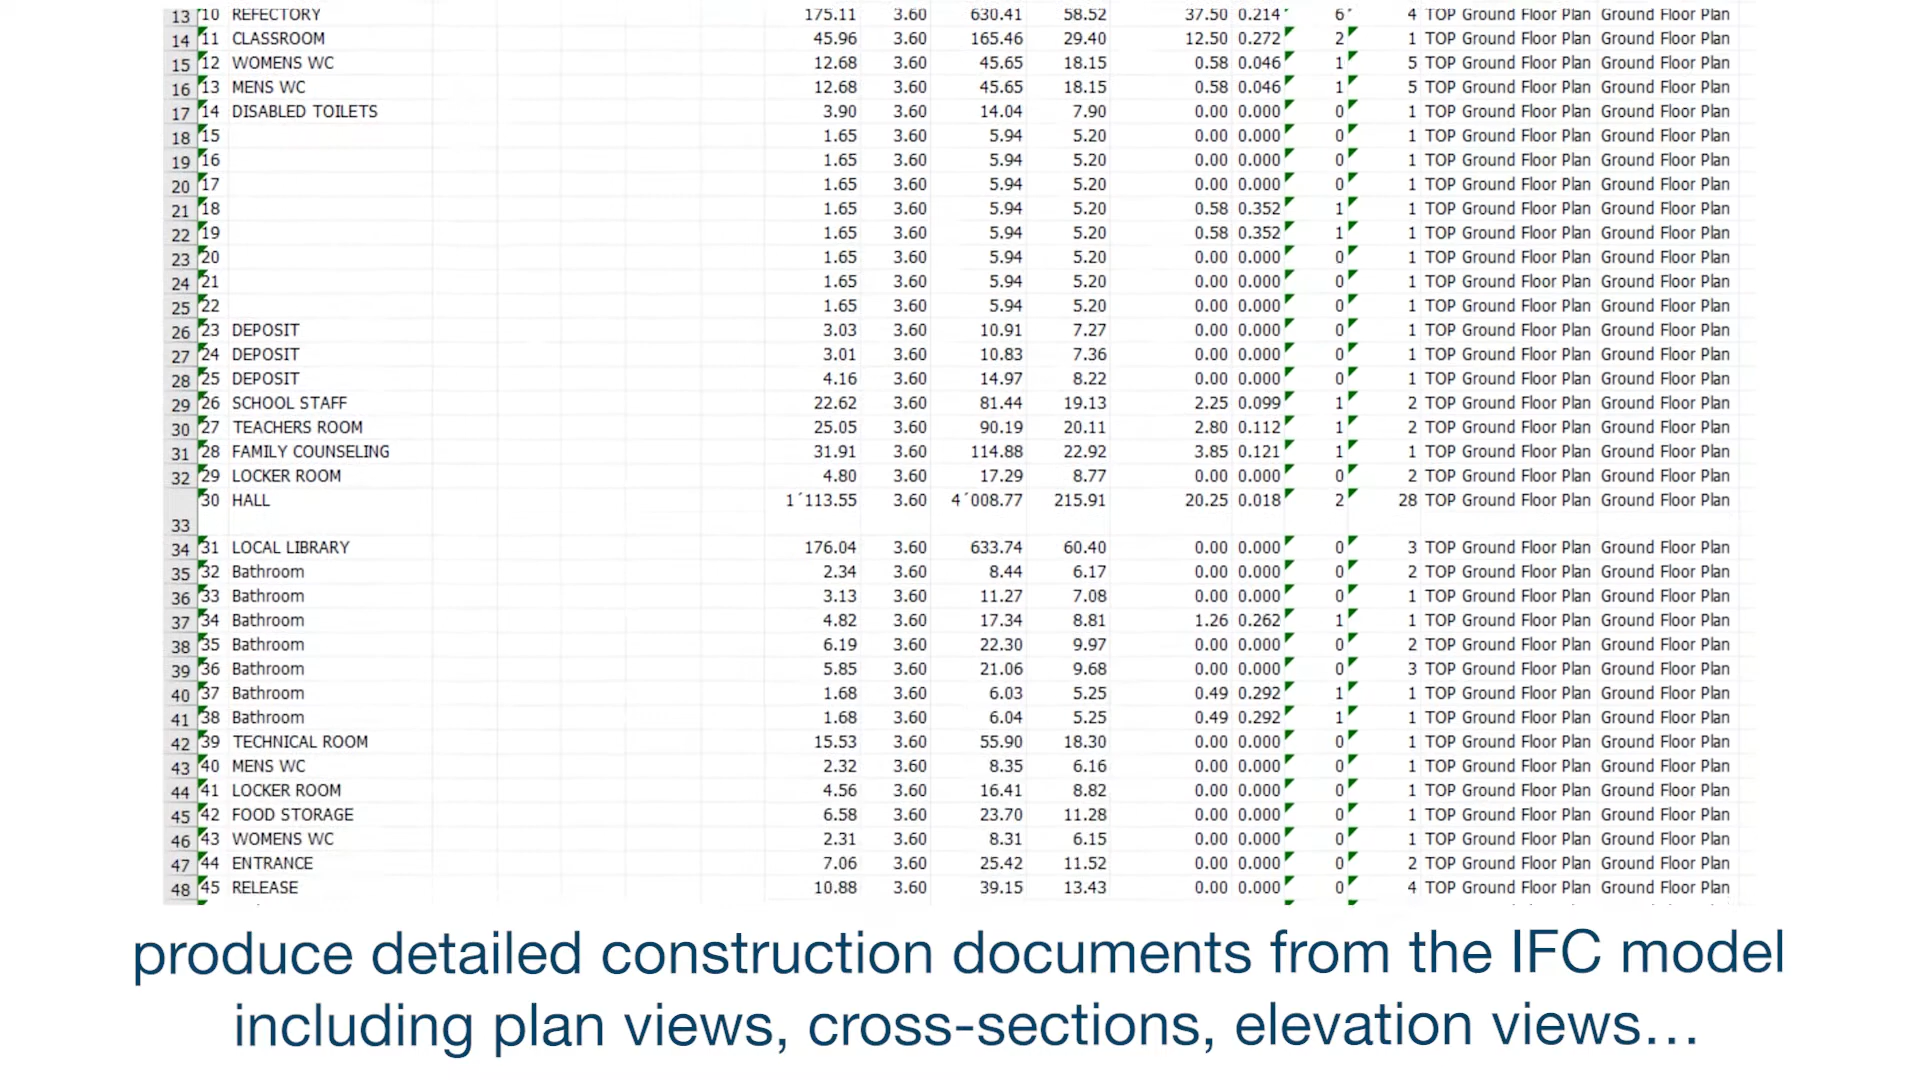 13 10 REFECTORY 175.11 3.60 630.41 58.52 37.50 0.214 6 4 TOP Ground Floor Plan Ground Floor Plan
14 11 CLASSROOM 45.96 3.60 165.46 29.40 12.50 0.272 2 1 TOP Ground Floor Plan Ground Floor Plan
15 12 WOMENS WC 12.68 3.60 45.65 18.15 0.58 0.046 1 5 TOP Ground Floor Plan Ground Floor Plan
16 13 MENS WC 12.68 3.60 45.65 18.15 0.58 0.046 1 5 TOP Ground Floor Plan Ground Floor Plan
17 14 DISABLED TOILETS 3.90 3.60 14.04 7.90 0.00 0.000 0 1 TOP Ground Floor Plan Ground Floor Plan
18 15 1.65 3.60 5.94 5.20 0.00 0.000 0 1 TOP Ground Floor Plan Ground Floor Plan
19 16 1.65 3.60 5.94 5.20 0.00 0.000 0 1 TOP Ground Floor Plan Ground Floor Plan
20 17 1.65 3.60 5.94 5.20 0.00 0.000 0 1 TOP Ground Floor Plan Ground Floor Plan
21 18 1.65 3.60 5.94 5.20 0.58 0.352 1 1 TOP Ground Floor Plan Ground Floor Plan
22 19 1.65 3.60 5.94 5.20 0.58 0.352 1 1 TOP Ground Floor Plan Ground Floor Plan
23 20 1.65 3.60 5.94 5.20 0.00 0.000 0 1 TOP Ground Floor Plan Ground Floor Plan
24 21 1.65 3.60 5.94 5.20 0.00 0.000 0 1 TOP Ground Floor Plan Ground Floor Plan
25 22 1.65 3.60 5.94 5.20 0.00 0.000 0 1 TOP Ground Floor Plan Ground Floor Plan
26 23 DEPOSIT 3.03 3.60 10.91 7.27 0.00 0.000 0 1 TOP Ground Floor Plan Ground Floor Plan
27 24 DEPOSIT 3.01 3.60 10.83 7.36 0.00 0.000 0 1 TOP Ground Floor Plan Ground Floor Plan
28 25 DEPOSIT 4.16 3.60 14.97 8.22 0.00 0.000 0 1 TOP Ground Floor Plan Ground Floor Plan
29 26 SCHOOL STAFF 22.62 3.60 81.44 19.13 2.25 0.099 1 2 TOP Ground Floor Plan Ground Floor Plan
30 27 TEACHERS ROOM 25.05 3.60 90.19 20.11 2.80 0.112 1 2 TOP Ground Floor Plan Ground Floor Plan
31 28 FAMILY COUNSELING 31.91 3.60 114.88 22.92 3.85 0.121 1 1 TOP Ground Floor Plan Ground Floor Plan
32 29 LOCKER ROOM 4.80 3.60 17.29 8.77 0.00 0.000 0 2 TOP Ground Floor Plan Ground Floor Plan
33 30 HALL 1´113.55 3.60 4´008.77 215.91 20.25 0.018 2 28 TOP Ground Floor Plan Ground Floor Plan
34 31 LOCAL LIBRARY 176.04 3.60 633.74 60.40 0.00 0.000 0 3 TOP Ground Floor Plan Ground Floor Plan
35 32 Bathroom 2.34 3.60 8.44 6.17 0.00 0.000 0 2 TOP Ground Floor Plan Ground Floor Plan
36 33 Bathroom 3.13 3.60 11.27 7.08 0.00 0.000 0 1 TOP Ground Floor Plan Ground Floor Plan
37 34 Bathroom 4.82 3.60 17.34 8.81 1.26 0.262 1 1 TOP Ground Floor Plan Ground Floor Plan
38 35 Bathroom 6.19 3.60 22.30 9.97 0.00 0.000 0 2 TOP Ground Floor Plan Ground Floor Plan
39 36 Bathroom 5.85 3.60 21.06 9.68 0.00 0.000 0 3 TOP Ground Floor Plan Ground Floor Plan
40 37 Bathroom 1.68 3.60 6.03 5.25 0.49 0.292 1 1 TOP Ground Floor Plan Ground Floor Plan
41 38 Bathroom 1.68 3.60 6.04 5.25 0.49 0.292 1 1 TOP Ground Floor Plan Ground Floor Plan
42 39 TECHNICAL ROOM 15.53 3.60 55.90 18.30 0.00 0.000 0 1 TOP Ground Floor Plan Ground Floor Plan
43 40 MENS WC 2.32 3.60 8.35 6.16 0.00 0.000 0 1 TOP Ground Floor Plan Ground Floor Plan
44 41 LOCKER ROOM 4.56 3.60 16.41 8.82 0.00 0.000 0 1 TOP Ground Floor Plan Ground Floor Plan
45 42 FOOD STORAGE 6.58 3.60 23.70 11.28 0.00 0.000 0 1 TOP Ground Floor Plan Ground Floor Plan
46 43 WOMENS WC 2.31 3.60 8.31 6.15 0.00 0.000 0 1 TOP Ground Floor Plan Ground Floor Plan
47 44 ENTRANCE 7.06 3.60 25.42 11.52 0.00 0.000 0 2 TOP Ground Floor Plan Ground Floor Plan
48 45 RELEASE 10.88 3.60 39.15 13.43 0.00 0.000 0 4 TOP Ground Floor Plan Ground Floor Plan
produce detailed construction documents from the IFC model
including plan views, cross-sections, elevation views…